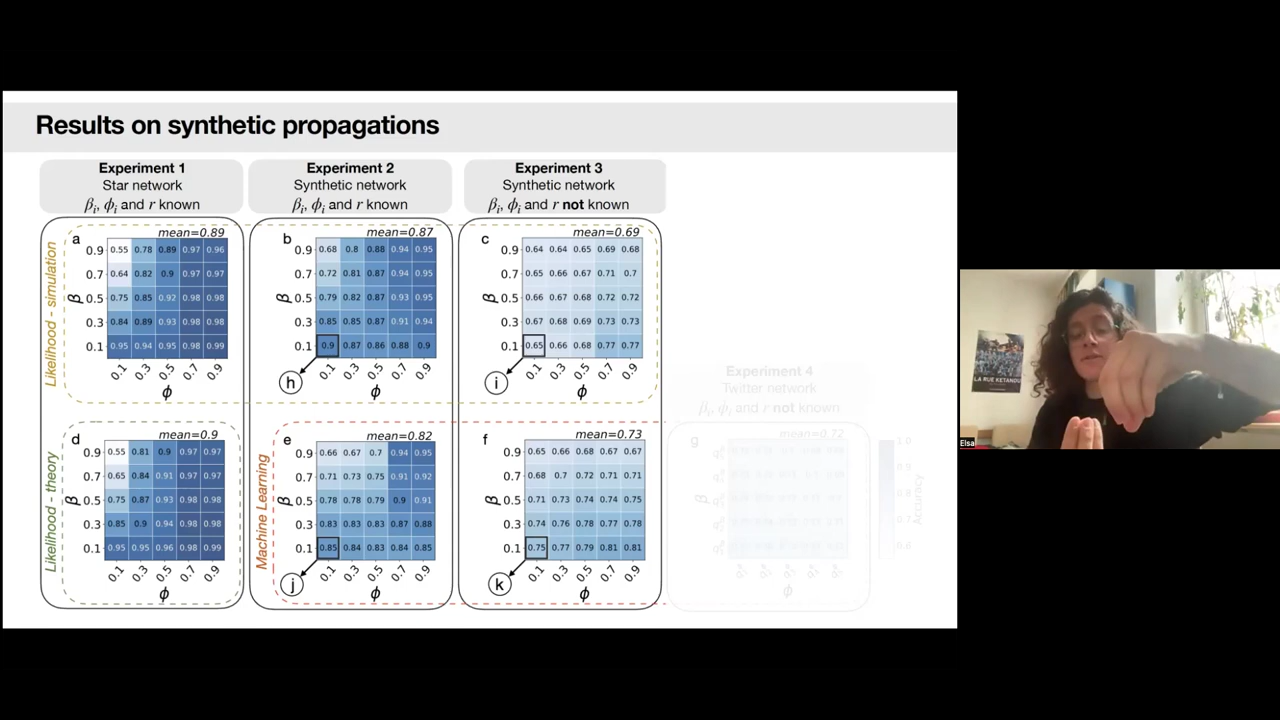 Results on synthetic propagations
Experiment 1
Star network
βi, ϕi and r known
Experiment 2
Synthetic network
βi, ϕi and r known
Experiment 3
Synthetic network
βi, ϕi and r not known
Likelihood - simulation
a
mean=0.89
β
0.9 0.55 0.78 0.89 0.97 0.96
0.7 0.64 0.82 0.9 0.97 0.97
0.5 0.75 0.85 0.92 0.98 0.98
0.3 0.84 0.89 0.93 0.98 0.98
0.1 0.95 0.94 0.95 0.98 0.99
0.1 0.3 0.5 0.7 0.9
ϕ
b
mean=0.87
β
0.9 0.68 0.8 0.88 0.94 0.95
0.7 0.72 0.81 0.87 0.94 0.95
0.5 0.79 0.82 0.87 0.93 0.95
0.3 0.85 0.85 0.87 0.91 0.94
0.1 0.9 0.87 0.86 0.88 0.9
0.1 0.3 0.5 0.7 0.9
h
ϕ
c
mean=0.69
β
0.9 0.64 0.64 0.65 0.69 0.68
0.7 0.65 0.66 0.67 0.71 0.7
0.5 0.66 0.67 0.68 0.72 0.72
0.3 0.67 0.68 0.69 0.73 0.73
0.1 0.65 0.66 0.68 0.77 0.77
0.1 0.3 0.5 0.7 0.9
i
ϕ
Experiment 4
Twitter network
βi, ϕi and r not known
Likelihood - theory
d
mean=0.9
β
0.9 0.55 0.81 0.9 0.97 0.97
0.7 0.65 0.84 0.91 0.97 0.97
0.5 0.75 0.87 0.93 0.98 0.98
0.3 0.85 0.9 0.94 0.98 0.98
0.1 0.95 0.95 0.96 0.98 0.99
0.1 0.3 0.5 0.7 0.9
ϕ
Machine Learning
e
mean=0.82
β
0.9 0.66 0.67 0.7 0.94 0.95
0.7 0.71 0.73 0.75 0.91 0.92
0.5 0.78 0.78 0.79 0.9 0.91
0.3 0.83 0.83 0.83 0.87 0.88
0.1 0.85 0.84 0.83 0.84 0.85
0.1 0.3 0.5 0.7 0.9
j
ϕ
f
mean=0.73
β
0.9 0.65 0.66 0.68 0.67 0.67
0.7 0.68 0.7 0.72 0.71 0.71
0.5 0.71 0.73 0.74 0.74 0.75
0.3 0.74 0.76 0.78 0.77 0.78
0.1 0.75 0.77 0.79 0.81 0.81
0.1 0.3 0.5 0.7 0.9
k
ϕ
g
mean=0.72
β
ϕ
Accuracy
LA RUE KETANOU
Elsa